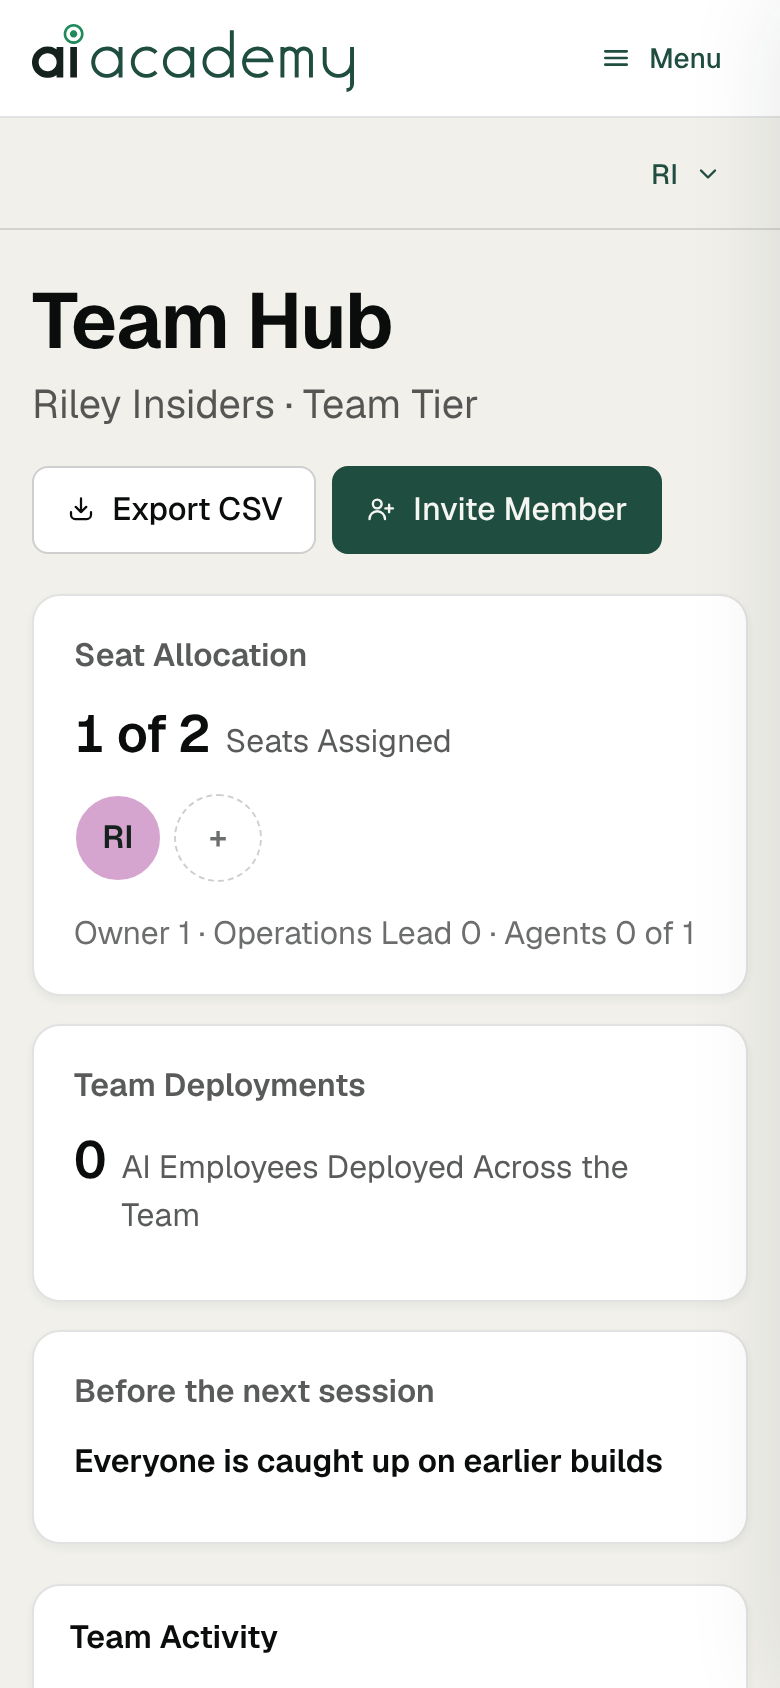 ai academy
Menu
RI
Team Hub
Riley Insiders · Team Tier
Export CSV
Invite Member
Seat Allocation
1 of 2 Seats Assigned
RI
+
Owner 1 · Operations Lead 0 · Agents 0 of 1
Team Deployments
0 AI Employees Deployed Across the
Team
Before the next session
Everyone is caught up on earlier builds
Team Activity